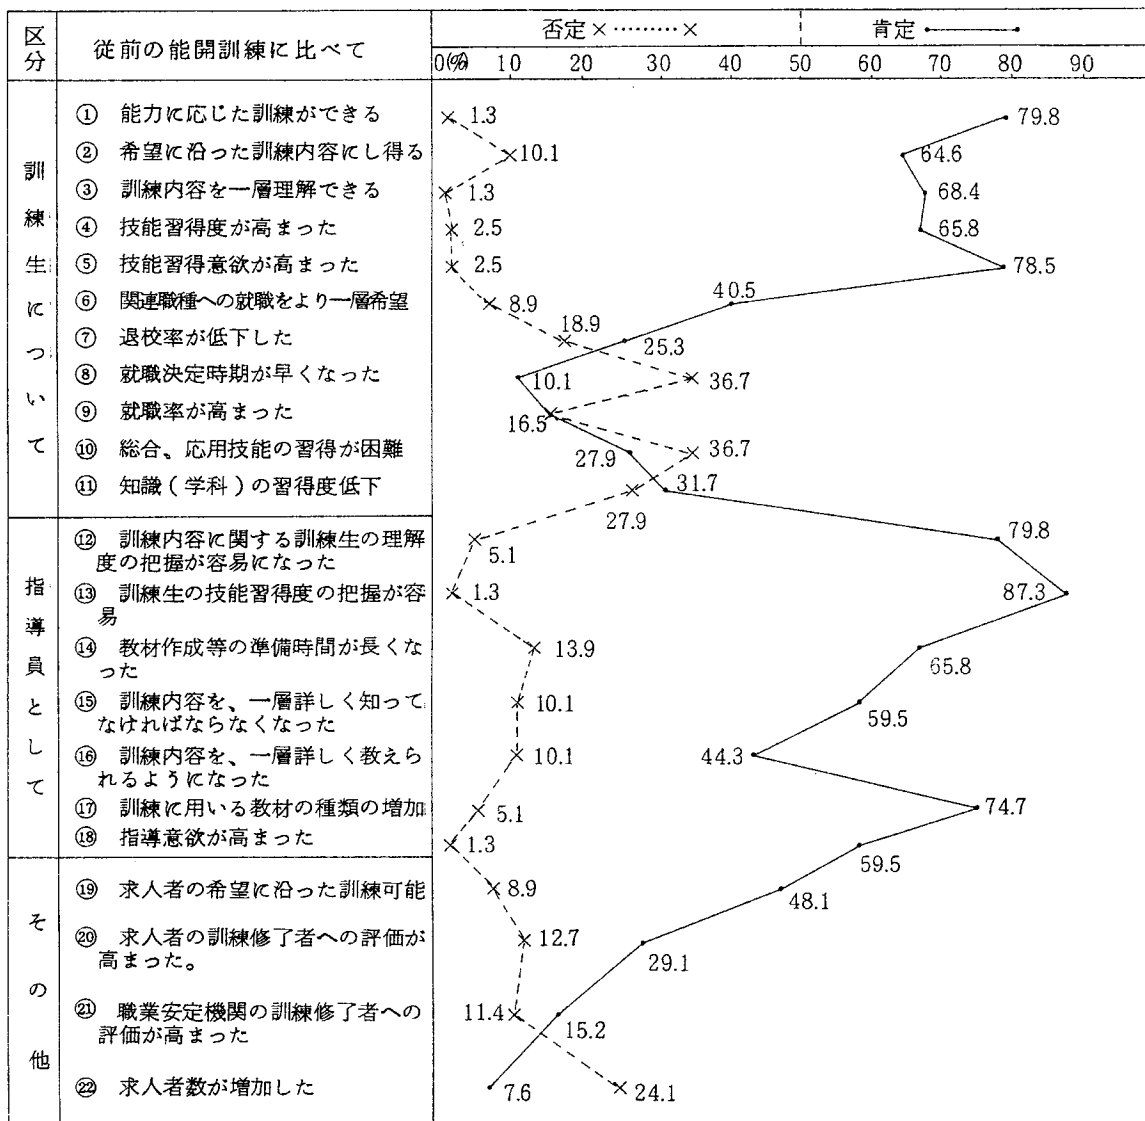 区分
従前の能開訓練に比べて
否定 ×········×
肯定
0(%) 10 20 30 40 50 60 70 80 90
訓練生について
① 能力に応じた訓練ができる
1.3
79.8
② 希望に沿った訓練内容にし得る
10.1
64.6
③ 訓練内容を一層理解できる
1.3
68.4
④ 技能習得度が高まった
2.5
65.8
⑤ 技能習得意欲が高まった
2.5
78.5
⑥ 関連職種への就職をより一層希望
8.9
40.5
⑦ 退校率が低下した
18.9
25.3
⑧ 就職決定時期が早くなった
10.1
36.7
⑨ 就職率が高まった
16.5
⑩ 総合、応用技能の習得が困難
27.9
36.7
⑪ 知識(学科)の習得度低下
27.9
31.7
指導員として
⑫ 訓練内容に関する訓練生の理解
度の把握が容易になった
5.1
79.8
⑬ 訓練生の技能習得度の把握が容
易
1.3
87.3
⑭ 教材作成等の準備時間が長くな
った
13.9
65.8
⑮ 訓練内容を、一層詳しく知って
なければならなくなった
10.1
59.5
⑯ 訓練内容を、一層詳しく教えら
れるようになった
10.1
44.3
⑰ 訓練に用いる教材の種類の増加
5.1
74.7
⑱ 指導意欲が高まった
1.3
59.5
その他
⑲ 求人者の希望に沿った訓練可能
8.9
48.1
⑳ 求人者の訓練修了者への評価が
高まった。
12.7
29.1
㉑ 職業安定機関の訓練修了者への
評価が高まった
11.4
15.2
㉒ 求人者数が増加した
7.6
24.1